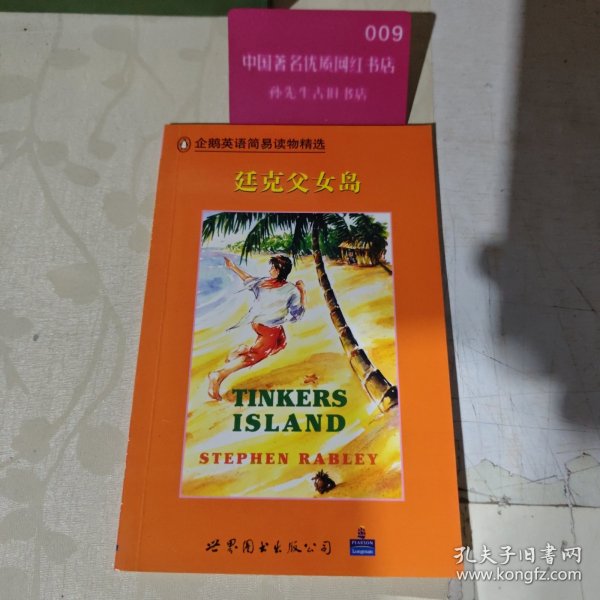 009
中国著名优质网红书店
孙先生古旧书店
企鹅英语简易读物精选
廷克父女岛
TINKERS
ISLAND
STEPHEN RABLEY
世界图书出版公司
PEARSON
Longman
孔夫子旧书网
www.kongfz.com